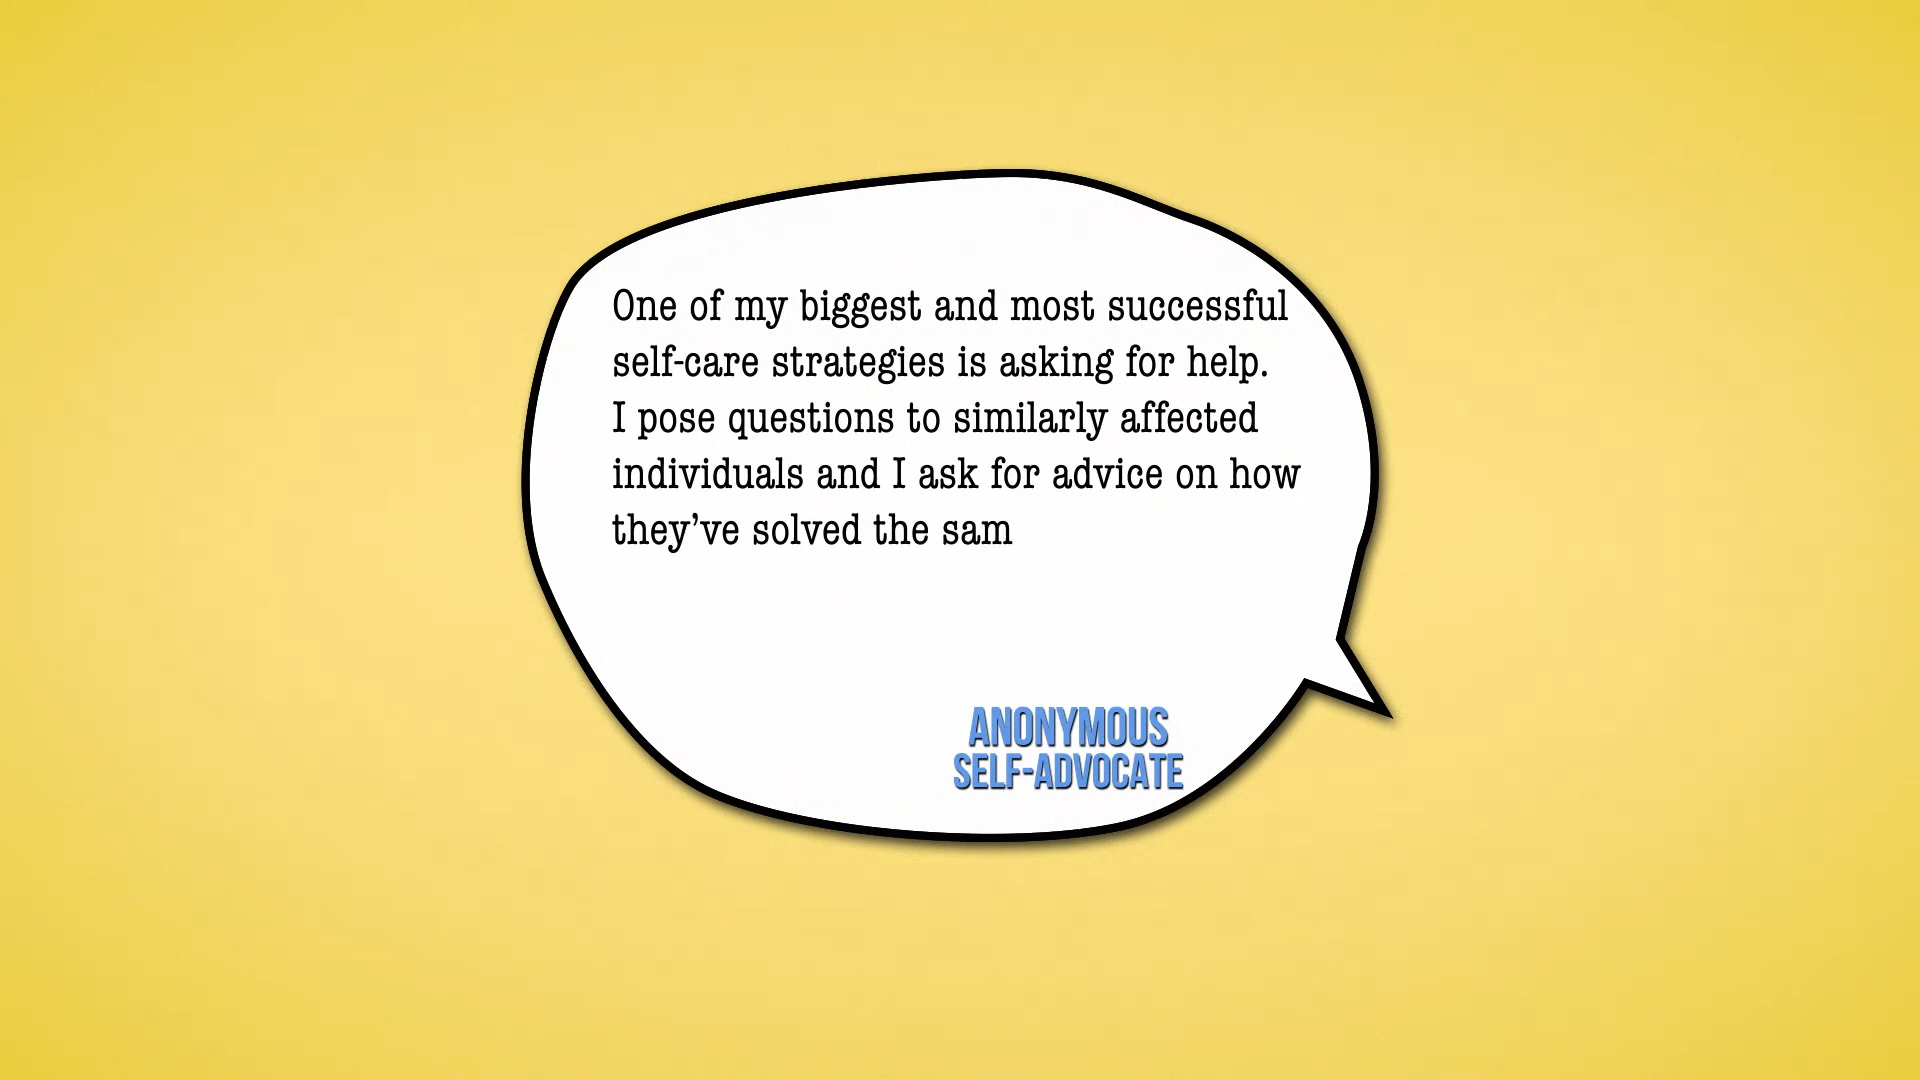 One of my biggest and most successful
self-care strategies is asking for help.
I pose questions to similarly affected
individuals and I ask for advice on how
they’ve solved the sam
ANONYMOUS
SELF-ADVOCATE